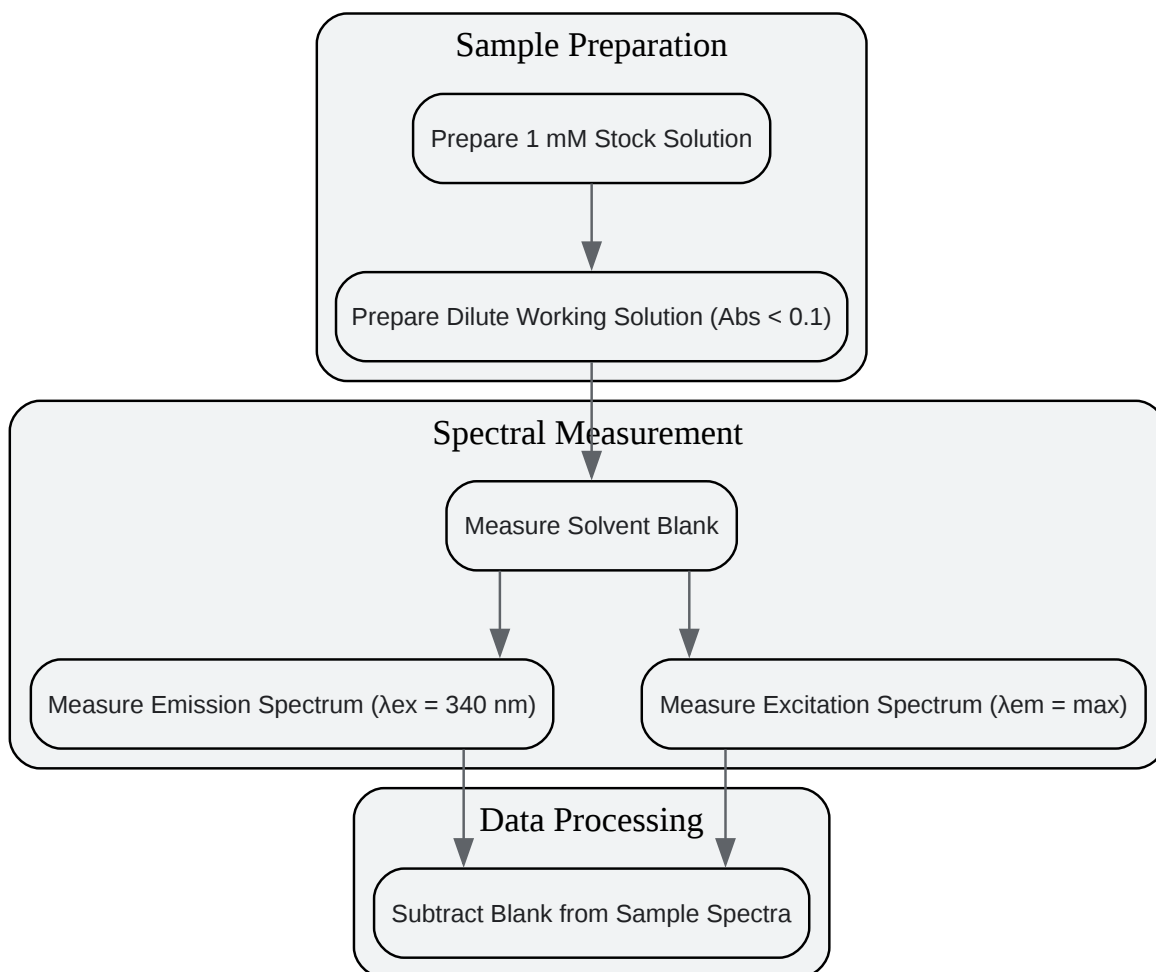 Sample Preparation
Prepare 1 mM Stock Solution
Prepare Dilute Working Solution (Abs < 0.1)
Spectral Measurement
Measure Solvent Blank
Measure Emission Spectrum (λex = 340 nm)
Measure Excitation Spectrum (λem = max)
Data Processing
Subtract Blank from Sample Spectra